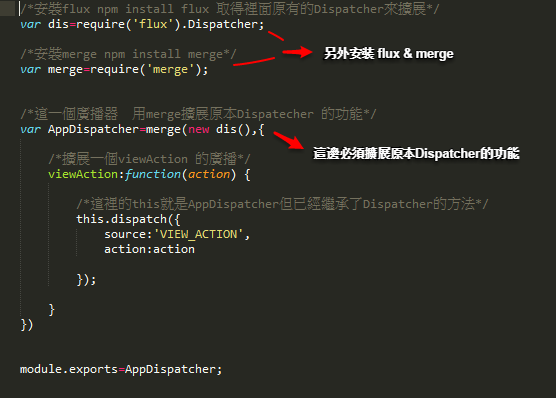 /*安裝flux npm install flux 取得裡面原有的Dispatcher來擴展*/
var dis=require('flux').Dispatcher;
另外安裝 flux & merge
/*安裝merge npm install merge*/
var merge=require('merge');
/*這一個廣播器 用merge擴展原本Dispatecher 的功能*/
var AppDispatcher=merge(new dis(),{
這邊必須擴展原本Dispatcher的功能
/*擴展一個viewAction 的廣播*/
viewAction:function(action) {
/*這裡的this就是AppDispatcher但已經繼承了Dispatcher的方法*/
this.dispatch({
source:'VIEW_ACTION',
action:action
});
}
})
module.exports=AppDispatcher;